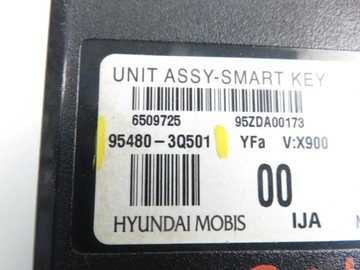 UNIT ASSY-SMART KEY
6509725 95ZDA00173
95480-3Q501 YFa V:X900
00
HYUNDAI MOBIS IJA